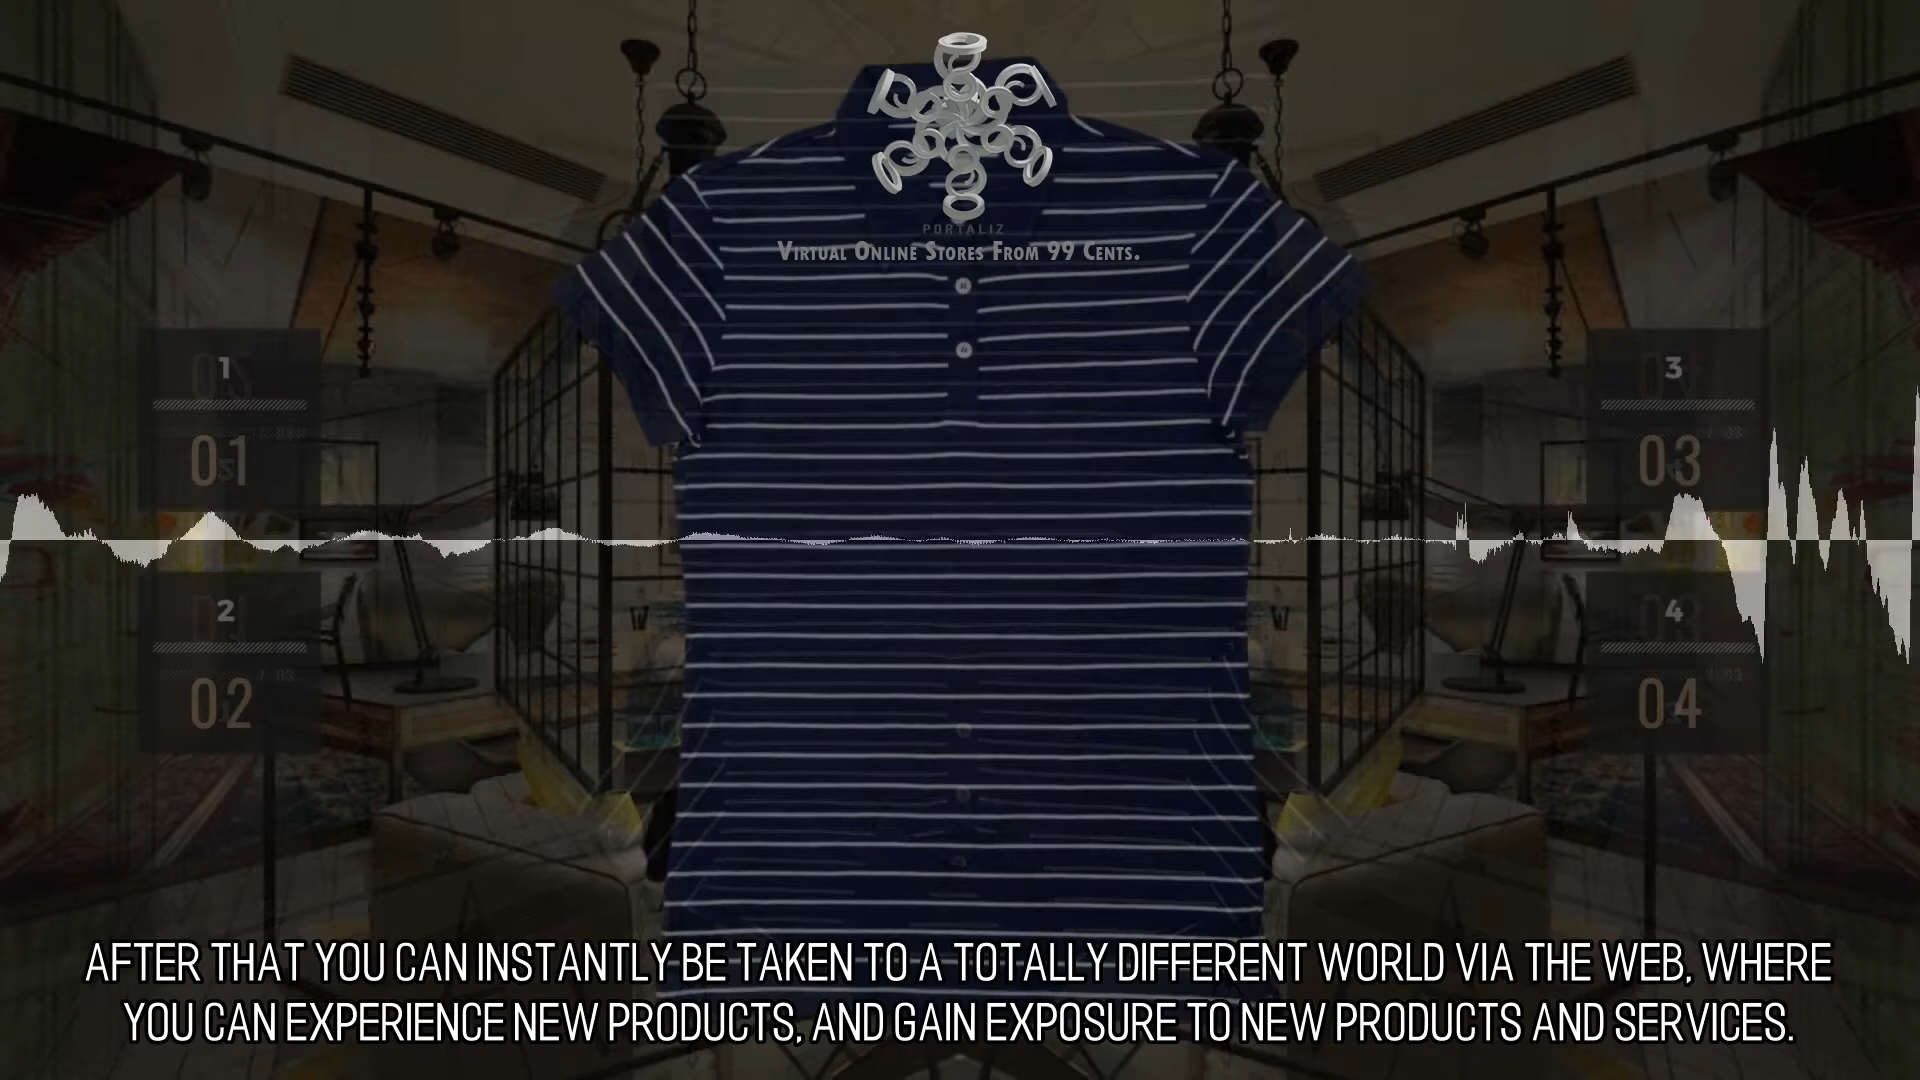 PORTALIZ
Virtual Online Stores From 99 Cents.
1
01
2
02
3
03
4
04
AFTER THAT YOU CAN INSTANTLY BE TAKEN TO A TOTALLY DIFFERENT WORLD VIA THE WEB, WHERE
YOU CAN EXPERIENCE NEW PRODUCTS, AND GAIN EXPOSURE TO NEW PRODUCTS AND SERVICES.